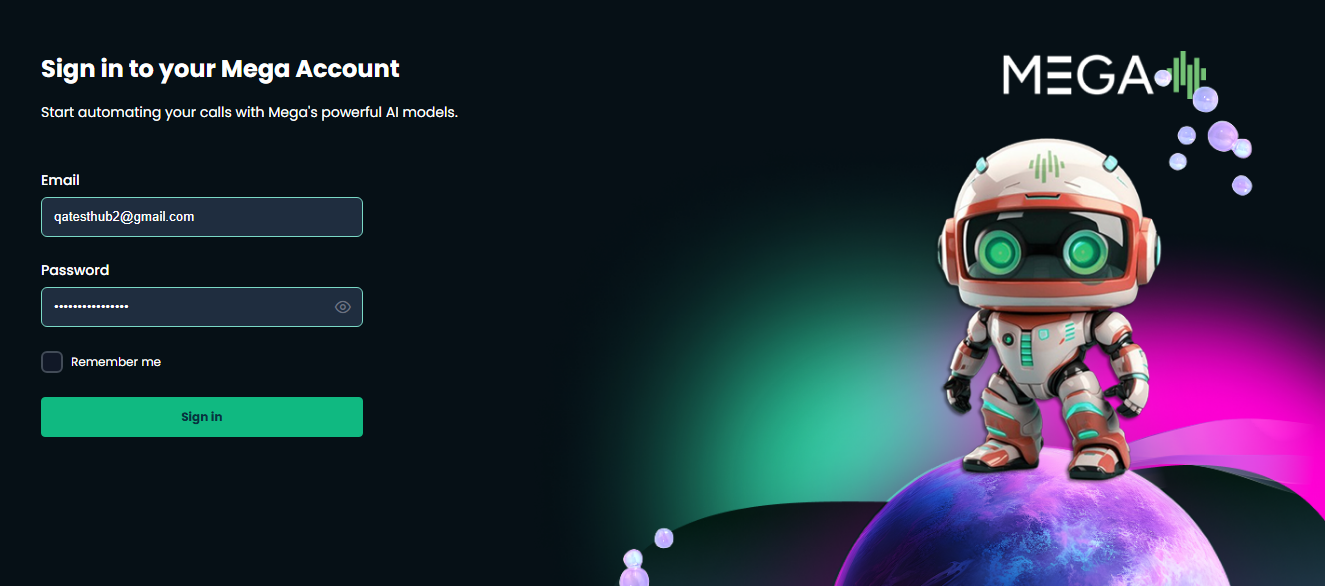 Sign in to your Mega Account
Start automating your calls with Mega's powerful AI models.
Email
qatesthub2@gmail.com
Password
••••••••••••••••
Remember me
Sign in
MEGA